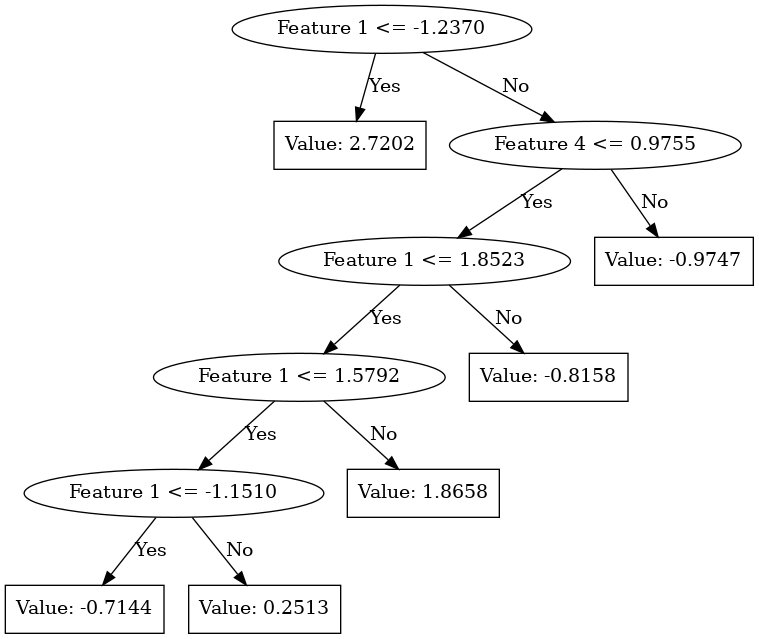 Feature 1 <= -1.2370
Yes
No
Value: 2.7202
Feature 4 <= 0.9755
Yes
No
Feature 1 <= 1.8523
Value: -0.9747
Yes
No
Feature 1 <= 1.5792
Value: -0.8158
Yes
No
Feature 1 <= -1.1510
Value: 1.8658
Yes
No
Value: -0.7144
Value: 0.2513